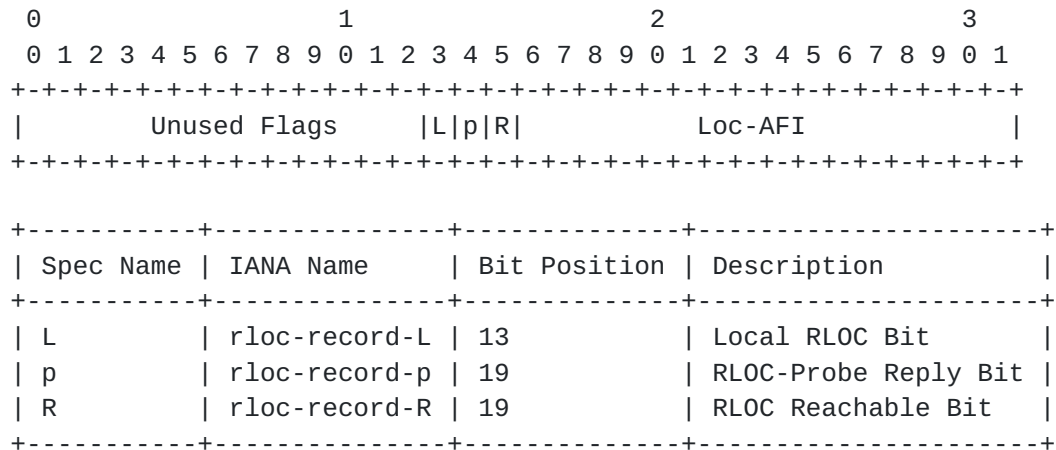 0                   1                   2                   3
 0 1 2 3 4 5 6 7 8 9 0 1 2 3 4 5 6 7 8 9 0 1 2 3 4 5 6 7 8 9 0 1
+-+-+-+-+-+-+-+-+-+-+-+-+-+-+-+-+-+-+-+-+-+-+-+-+-+-+-+-+-+-+-+-+
|        Unused Flags     |L|p|R|           Loc-AFI             |
+-+-+-+-+-+-+-+-+-+-+-+-+-+-+-+-+-+-+-+-+-+-+-+-+-+-+-+-+-+-+-+-+

+-----------+---------------+--------------+----------------------+
| Spec Name | IANA Name     | Bit Position | Description          |
+-----------+---------------+--------------+----------------------+
| L         | rloc-record-L | 13           | Local RLOC Bit       |
| p         | rloc-record-p | 19           | RLOC-Probe Reply Bit |
| R         | rloc-record-R | 19           | RLOC Reachable Bit   |
+-----------+---------------+--------------+----------------------+